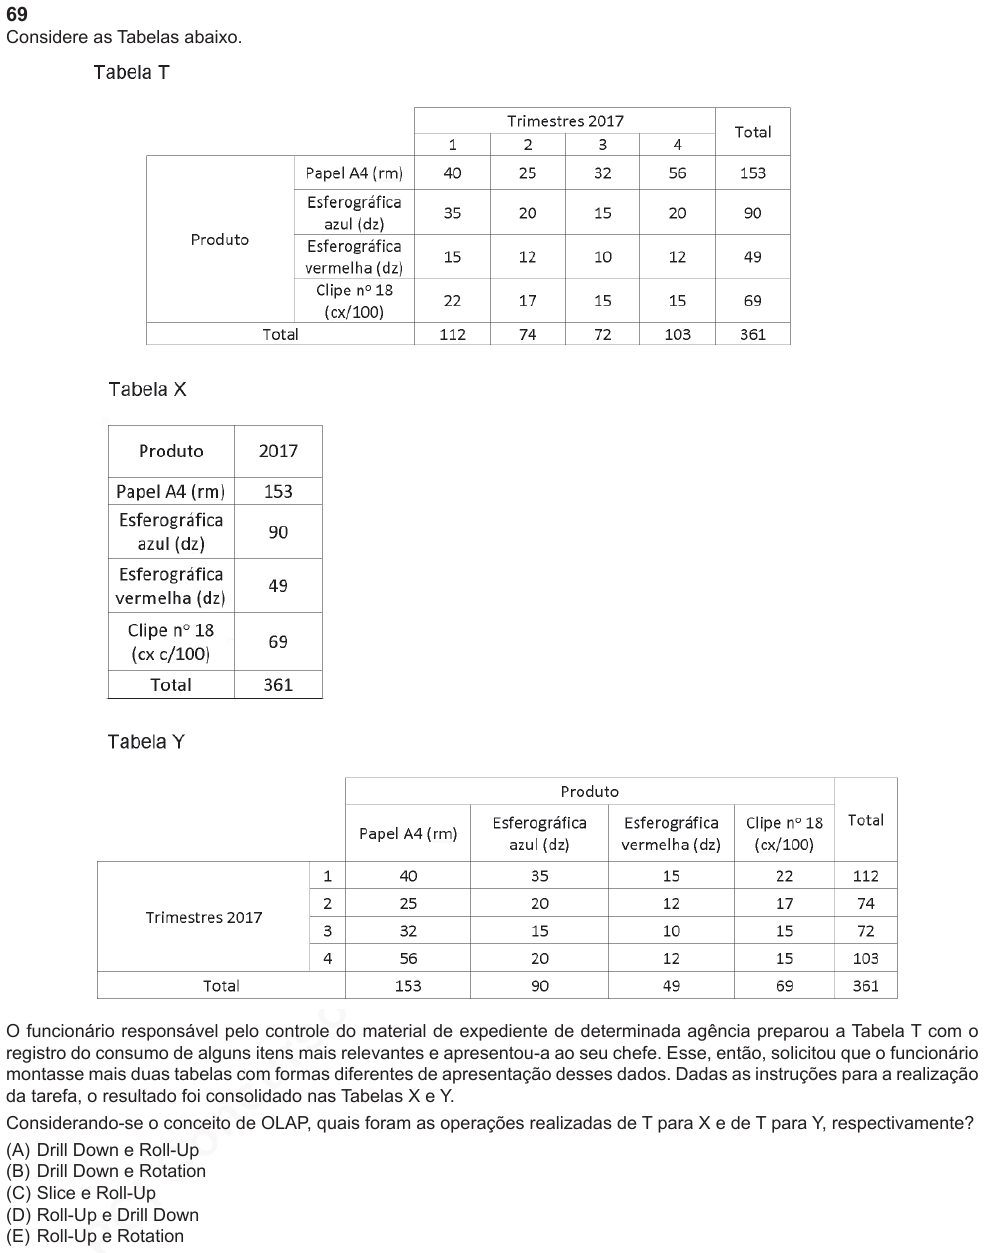 69
Considere as Tabelas abaixo.
Tabela T
Trimestres 2017 Total
1 2 3 4
Produto
Papel A4 (rm) 40 25 32 56 153
Esferográfica azul (dz) 35 20 15 20 90
Esferográfica vermelha (dz) 15 12 10 12 49
Clipe nº 18 (cx/100) 22 17 15 15 69
Total 112 74 72 103 361
Tabela X
Produto 2017
Papel A4 (rm) 153
Esferográfica azul (dz) 90
Esferográfica vermelha (dz) 49
Clipe nº 18 (cx c/100) 69
Total 361
Tabela Y
Produto Total
Papel A4 (rm) Esferográfica azul (dz) Esferográfica vermelha (dz) Clipe nº 18 (cx/100)
Trimestres 2017
1 40 35 15 22 112
2 25 20 12 17 74
3 32 15 10 15 72
4 56 20 12 15 103
Total 153 90 49 69 361
O funcionário responsável pelo controle do material de expediente de determinada agência preparou a Tabela T com o
registro do consumo de alguns itens mais relevantes e apresentou-a ao seu chefe. Esse, então, solicitou que o funcionário
montasse mais duas tabelas com formas diferentes de apresentação desses dados. Dadas as instruções para a realização
da tarefa, o resultado foi consolidado nas Tabelas X e Y.
Considerando-se o conceito de OLAP, quais foram as operações realizadas de T para X e de T para Y, respectivamente?
(A) Drill Down e Roll-Up
(B) Drill Down e Rotation
(C) Slice e Roll-Up
(D) Roll-Up e Drill Down
(E) Roll-Up e Rotation